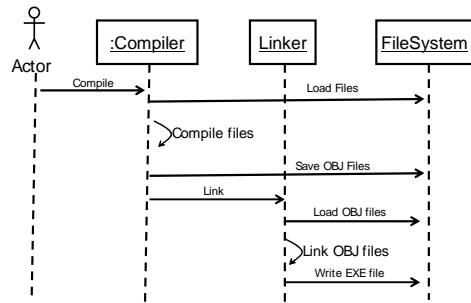 :Compiler
Linker
FileSystem
Actor
Compile
Load Files
Compile files
Save OBJ Files
Link
Load OBJ files
Link OBJ files
Write EXE file